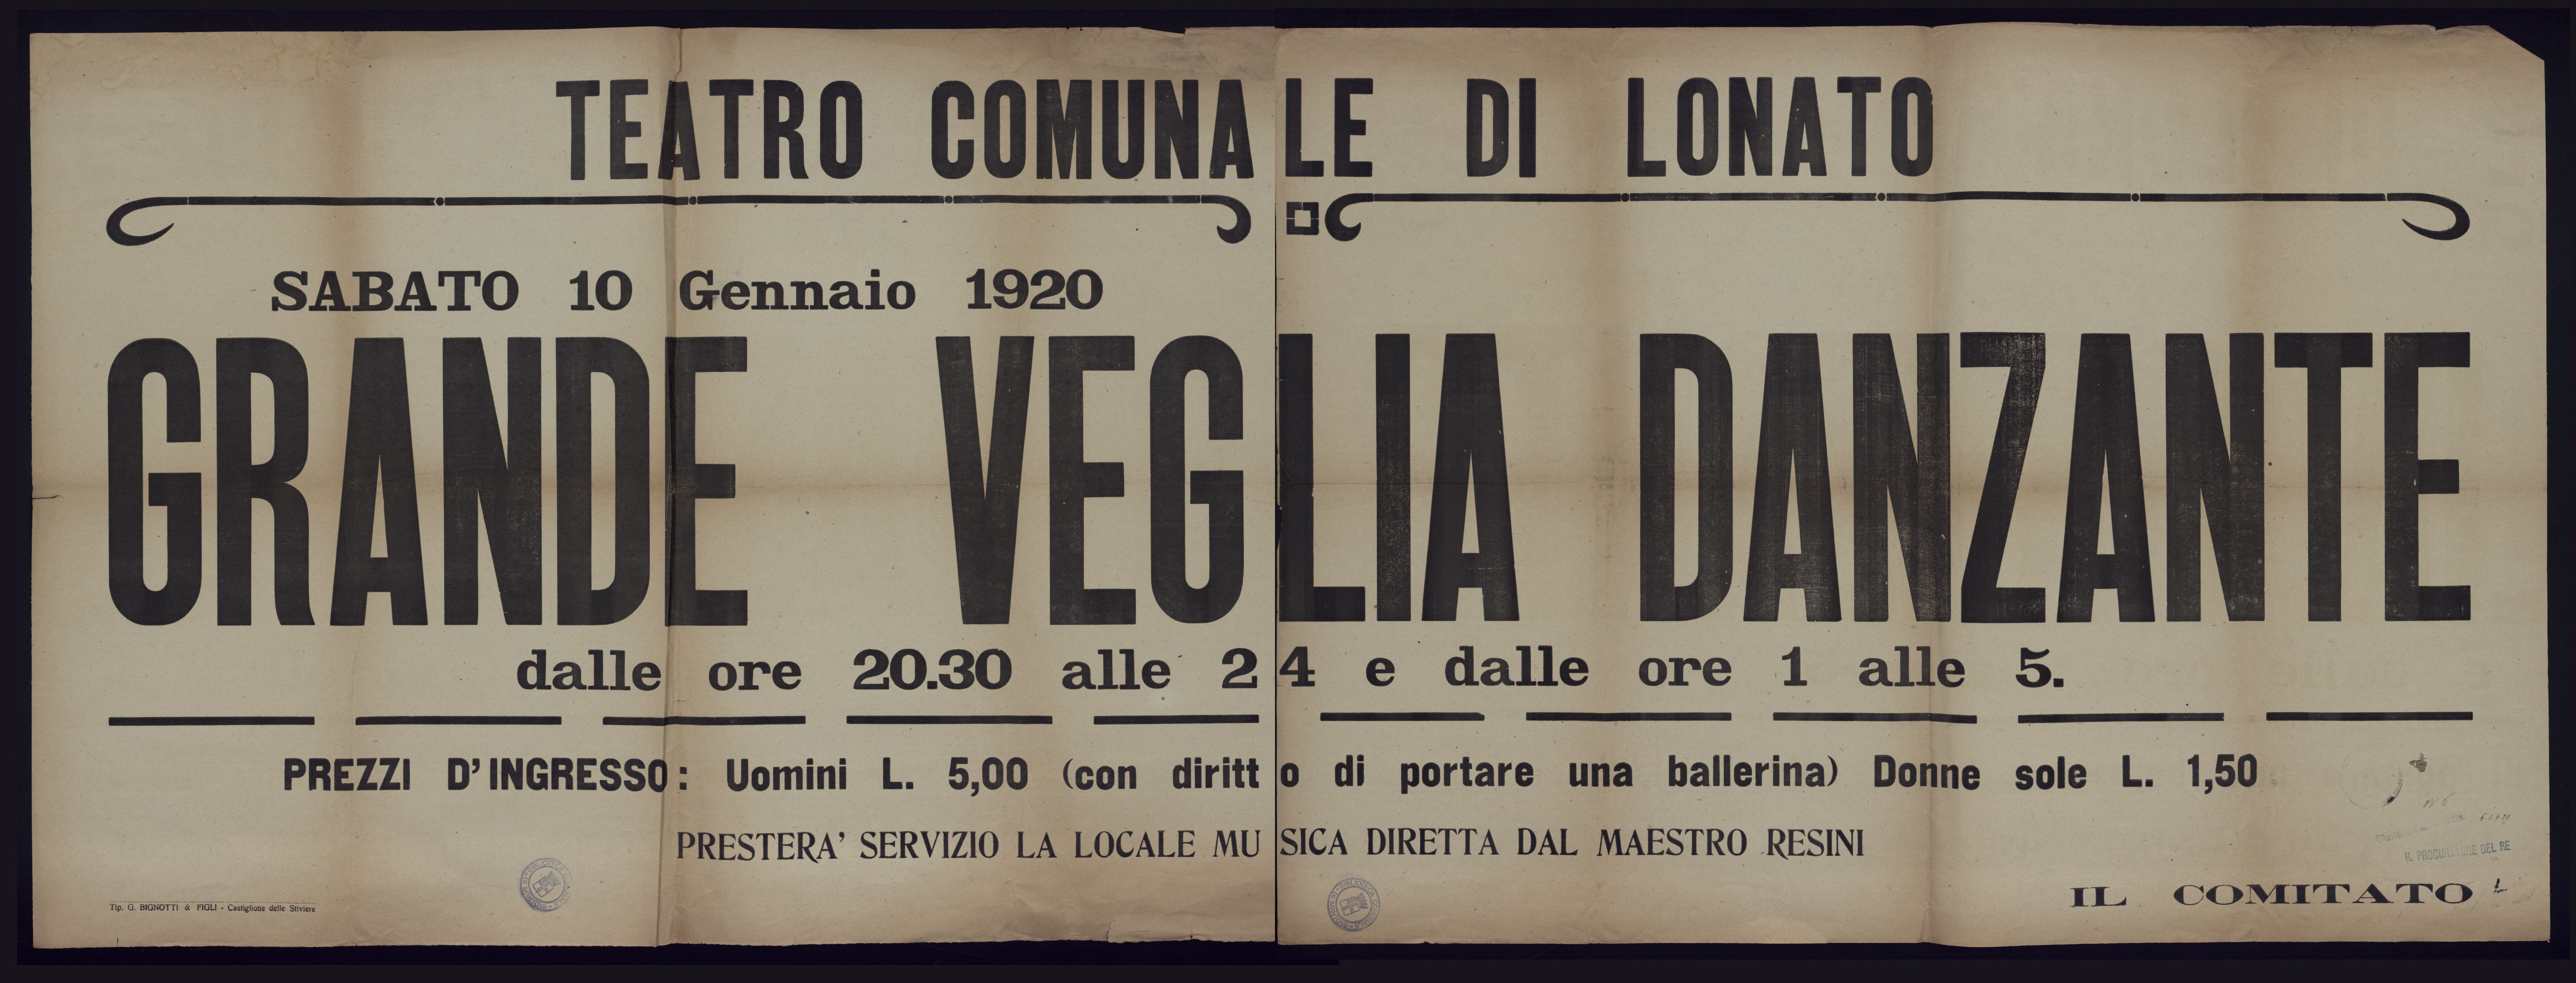 TEATRO COMUNALE DI LONATO
SABATO 10 Gennaio 1920
GRANDE VEGLIA DANZANTE
dalle ore 20.30 alle 24 e dalle ore 1 alle 5.
PREZZI D'INGRESSO: Uomini L. 5,00 (con diritto di portare una ballerina) Donne sole L. 1,50
PRESTERA' SERVIZIO LA LOCALE MUSICA DIRETTA DAL MAESTRO RESINI
IL PROCURATORE DEL RE
IL COMITATO
Tip. G. BIGNOTTI & FIGLI - Castiglione delle Stiviere